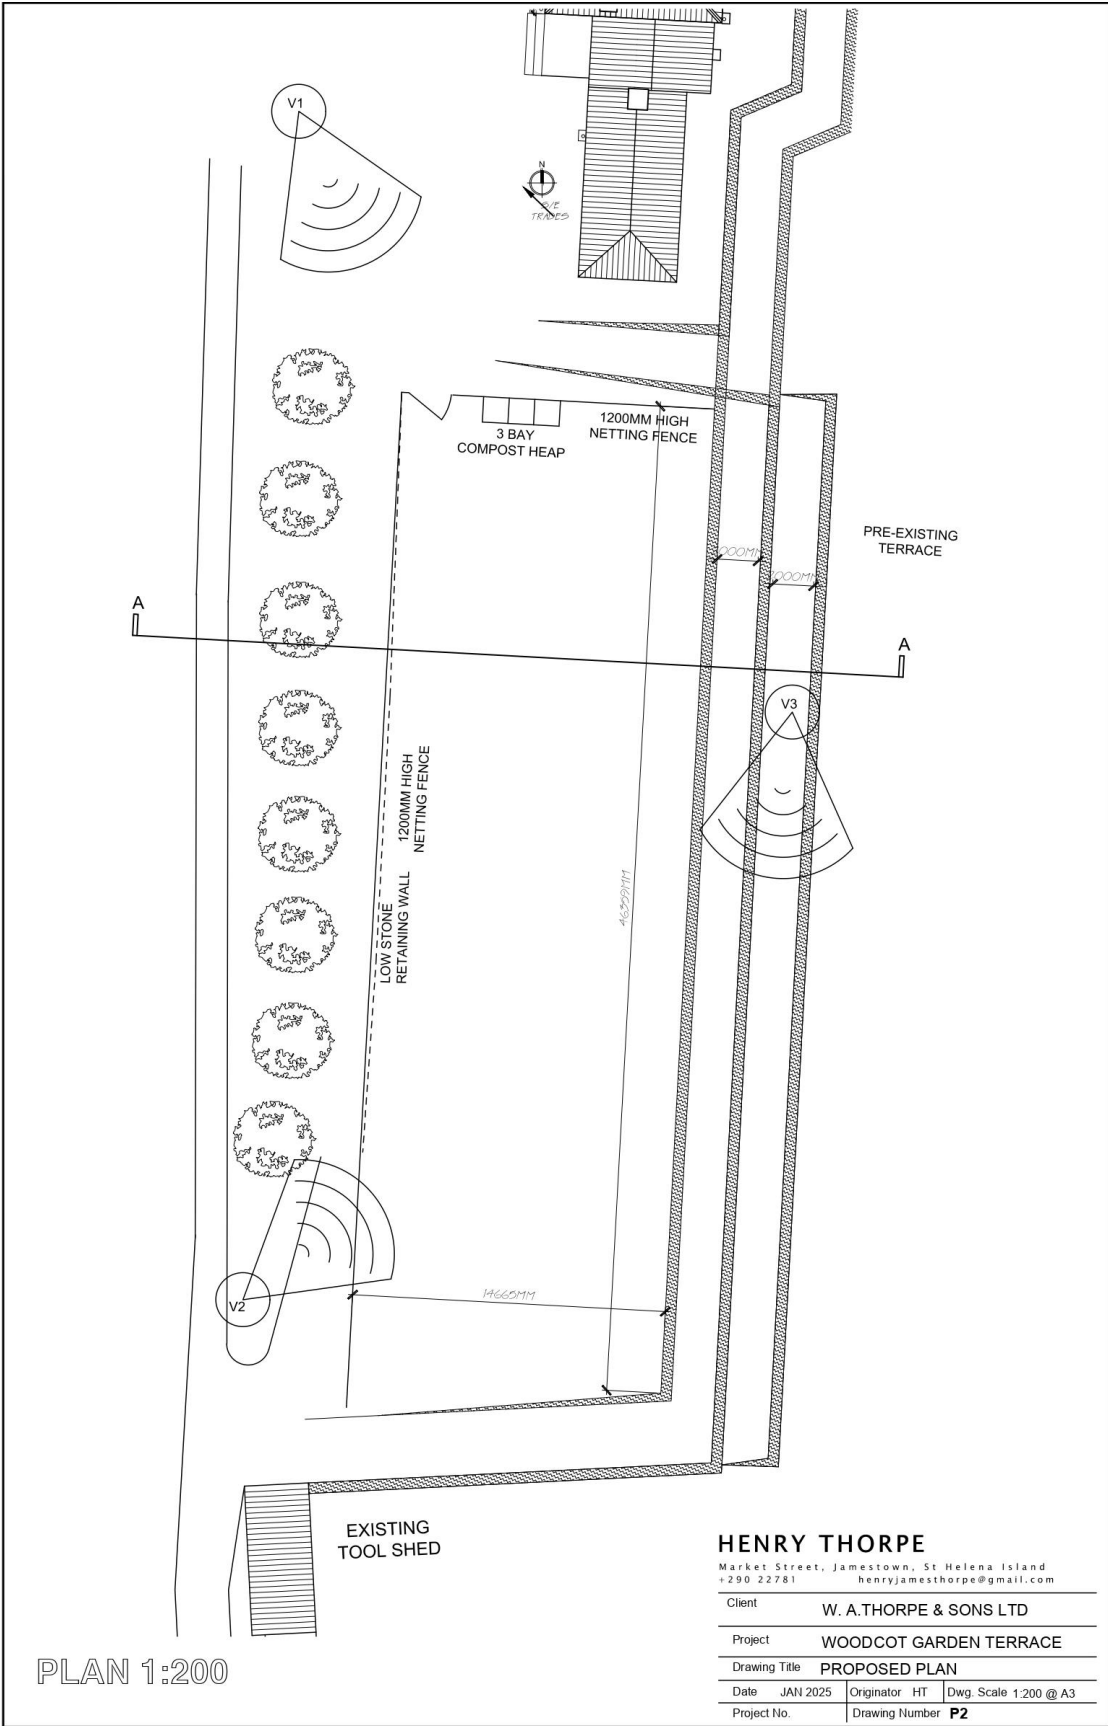 V1
N
S/E
TRADES
3 BAY
COMPOST HEAP
1200MM HIGH
NETTING FENCE
PRE-EXISTING
TERRACE
A
A
V3
1200MM HIGH
NETTING FENCE
LOW STONE
RETAINING WALL
14665MM
V2
EXISTING
TOOL SHED
PLAN 1:200
HENRY THORPE
Market Street, Jamestown, St Helena Island
+290 22781 henryjamesthorpe@gmail.com
Client W. A.THORPE & SONS LTD
Project WOODCOT GARDEN TERRACE
Drawing Title PROPOSED PLAN
Date JAN 2025 Originator HT Dwg. Scale 1:200 @ A3
Project No. Drawing Number P2